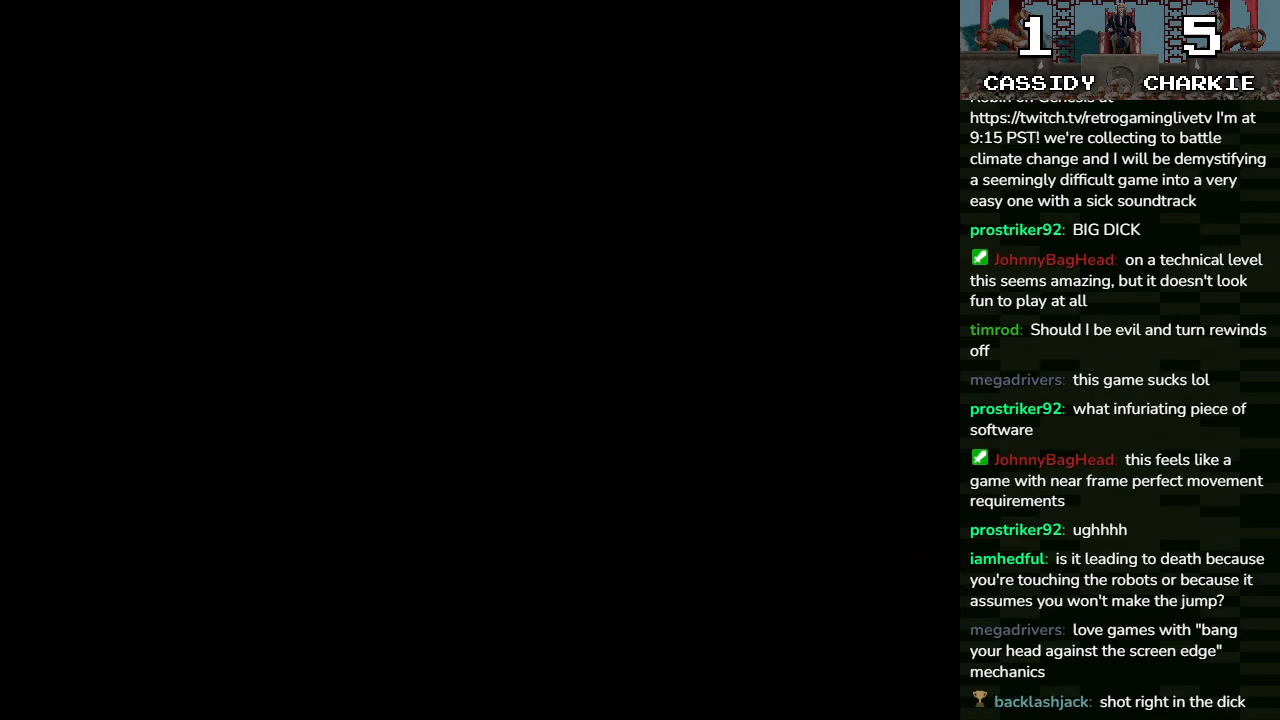 1 5
CASSIDY CHARKIE
Robin on Genesis at
https://twitch.tv/retrogaminglivetv I'm at
9:15 PST! we're collecting to battle
climate change and I will be demystifying
a seemingly difficult game into a very
easy one with a sick soundtrack
prostriker92: BIG DICK
JohnnyBagHead: on a technical level
this seems amazing, but it doesn't look
fun to play at all
timrod: Should I be evil and turn rewinds
off
megadrivers: this game sucks lol
prostriker92: what infuriating piece of
software
JohnnyBagHead: this feels like a
game with near frame perfect movement
requirements
prostriker92: ughhhh
iamhedful: is it leading to death because
you're touching the robots or because it
assumes you won't make the jump?
megadrivers: love games with "bang
your head against the screen edge"
mechanics
backlashjack: shot right in the dick